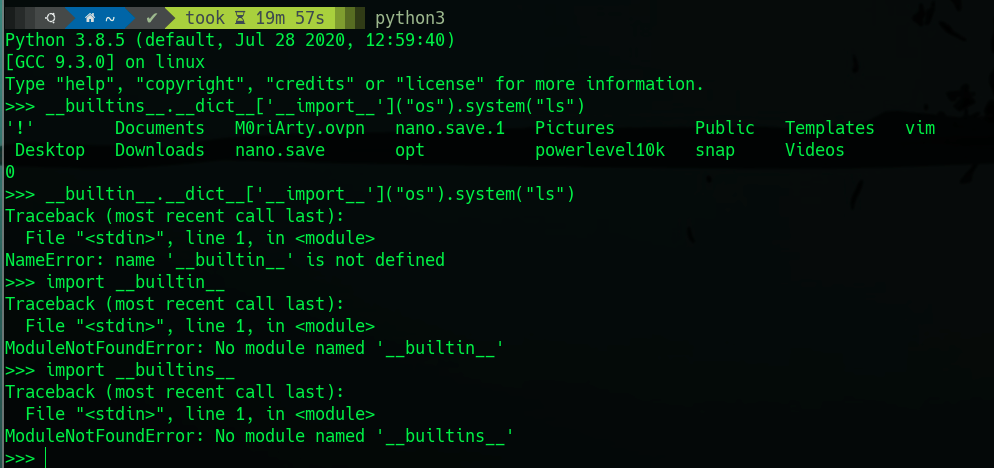 ~ ✔ took ⌛ 19m 57s python3
Python 3.8.5 (default, Jul 28 2020, 12:59:40)
[GCC 9.3.0] on linux
Type "help", "copyright", "credits" or "license" for more information.
>>> __builtins__.__dict__['__import__']("os").system("ls")
'!'        Documents   M0riArty.ovpn   nano.save.1   Pictures        Public   Templates   vim
 Desktop   Downloads   nano.save       opt           powerlevel10k   snap     Videos
0
>>> __builtin__.__dict__['__import__']("os").system("ls")
Traceback (most recent call last):
  File "<stdin>", line 1, in <module>
NameError: name '__builtin__' is not defined
>>> import __builtin__
Traceback (most recent call last):
  File "<stdin>", line 1, in <module>
ModuleNotFoundError: No module named '__builtin__'
>>> import __builtins__
Traceback (most recent call last):
  File "<stdin>", line 1, in <module>
ModuleNotFoundError: No module named '__builtins__'
>>>